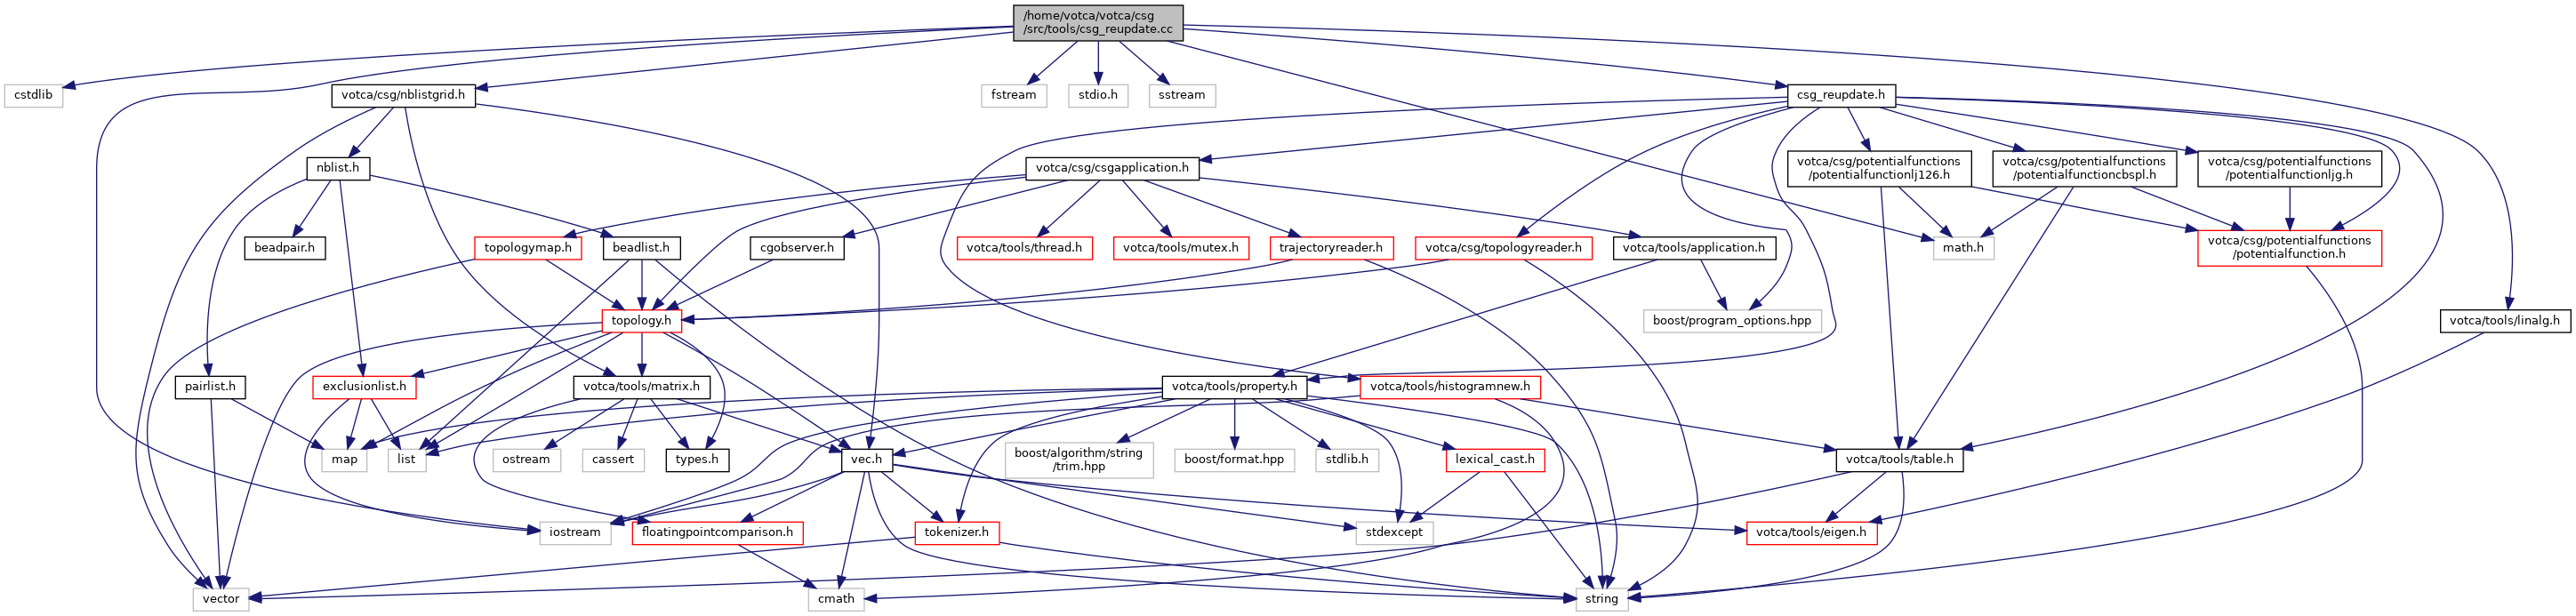 /home/votca/votca/csg
/src/tools/csg_reupdate.cc
cstdlib
votca/csg/nblistgrid.h
fstream
stdio.h
sstream
csg_reupdate.h
nblist.h
votca/csg/csgapplication.h
votca/csg/potentialfunctions
/potentialfunctionlj126.h
votca/csg/potentialfunctions
/potentialfunctioncbspl.h
votca/csg/potentialfunctions
/potentialfunctionljg.h
beadpair.h
topologymap.h
beadlist.h
cgobserver.h
votca/tools/thread.h
votca/tools/mutex.h
trajectoryreader.h
votca/csg/topologyreader.h
votca/tools/application.h
math.h
votca/csg/potentialfunctions
/potentialfunction.h
topology.h
boost/program_options.hpp
votca/tools/linalg.h
pairlist.h
exclusionlist.h
votca/tools/matrix.h
votca/tools/property.h
votca/tools/histogramnew.h
map
list
ostream
cassert
types.h
vec.h
boost/algorithm/string
/trim.hpp
boost/format.hpp
stdlib.h
lexical_cast.h
votca/tools/table.h
iostream
floatingpointcomparison.h
tokenizer.h
stdexcept
votca/tools/eigen.h
vector
cmath
string